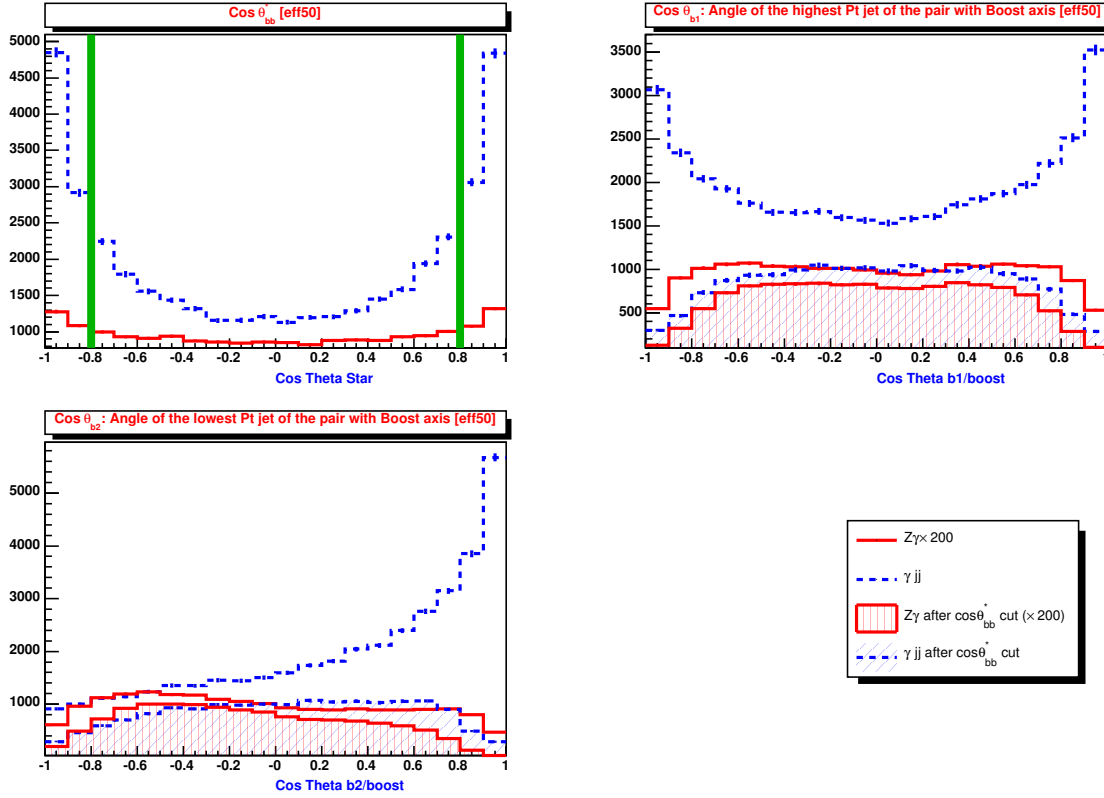 Cos θ*bb [eff50]
5000
4500
4000
3500
3000
2500
2000
1500
1000
-1 -0.8 -0.6 -0.4 -0.2 -0 0.2 0.4 0.6 0.8 1
Cos Theta Star
Cos θb1: Angle of the highest Pt jet of the pair with Boost axis [eff50]
3500
3000
2500
2000
1500
1000
500
-1 -0.8 -0.6 -0.4 -0.2 -0 0.2 0.4 0.6 0.8 1
Cos Theta b1/boost
Cos θb2: Angle of the lowest Pt jet of the pair with Boost axis [eff50]
5000
4000
3000
2000
1000
-1 -0.8 -0.6 -0.4 -0.2 -0 0.2 0.4 0.6 0.8 1
Cos Theta b2/boost
Zγ×200
γ jj
Zγ after cosθ*bb cut (×200)
γ jj after cosθ*bb cut